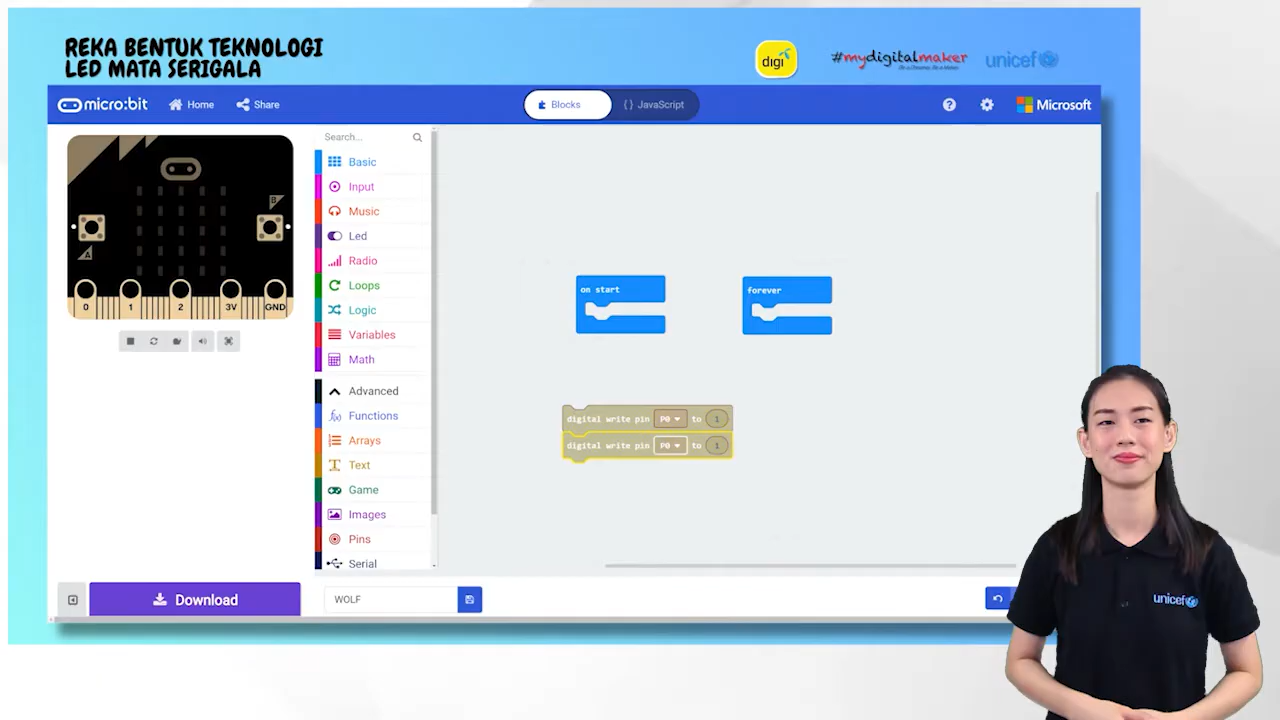 REKA BENTUK TEKNOLOGI
LED MATA SERIGALA
digi
#mydigitalmaker
unicef
micro:bit
Home
Share
Blocks
{} JavaScript
Microsoft
Search...
Basic
Input
Music
Led
Radio
Loops
Logic
Variables
Math
Advanced
Functions
Arrays
Text
Game
Images
Pins
Serial
A
B
0 1 2 3V GND
on start
forever
digital write pin P0 to 1
digital write pin P0 to 1
Download
WOLF
unicef